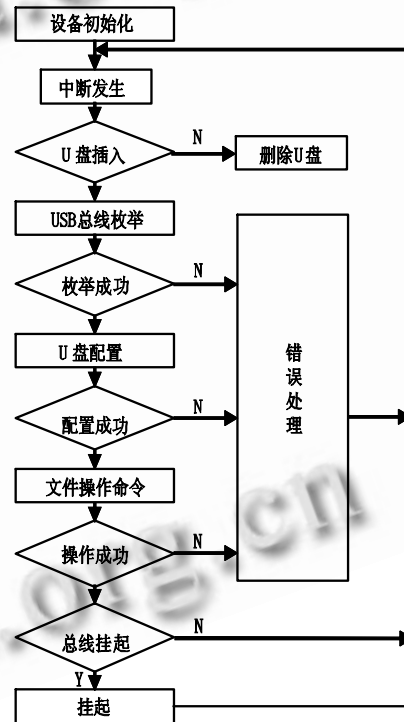 设备初始化
中断发生
U盘插入
N
删除U盘
USB总线枚举
枚举成功
N
U盘配置
错误处理
配置成功
N
文件操作命令
操作成功
N
总线挂起
N
Y
挂起
.org.cn